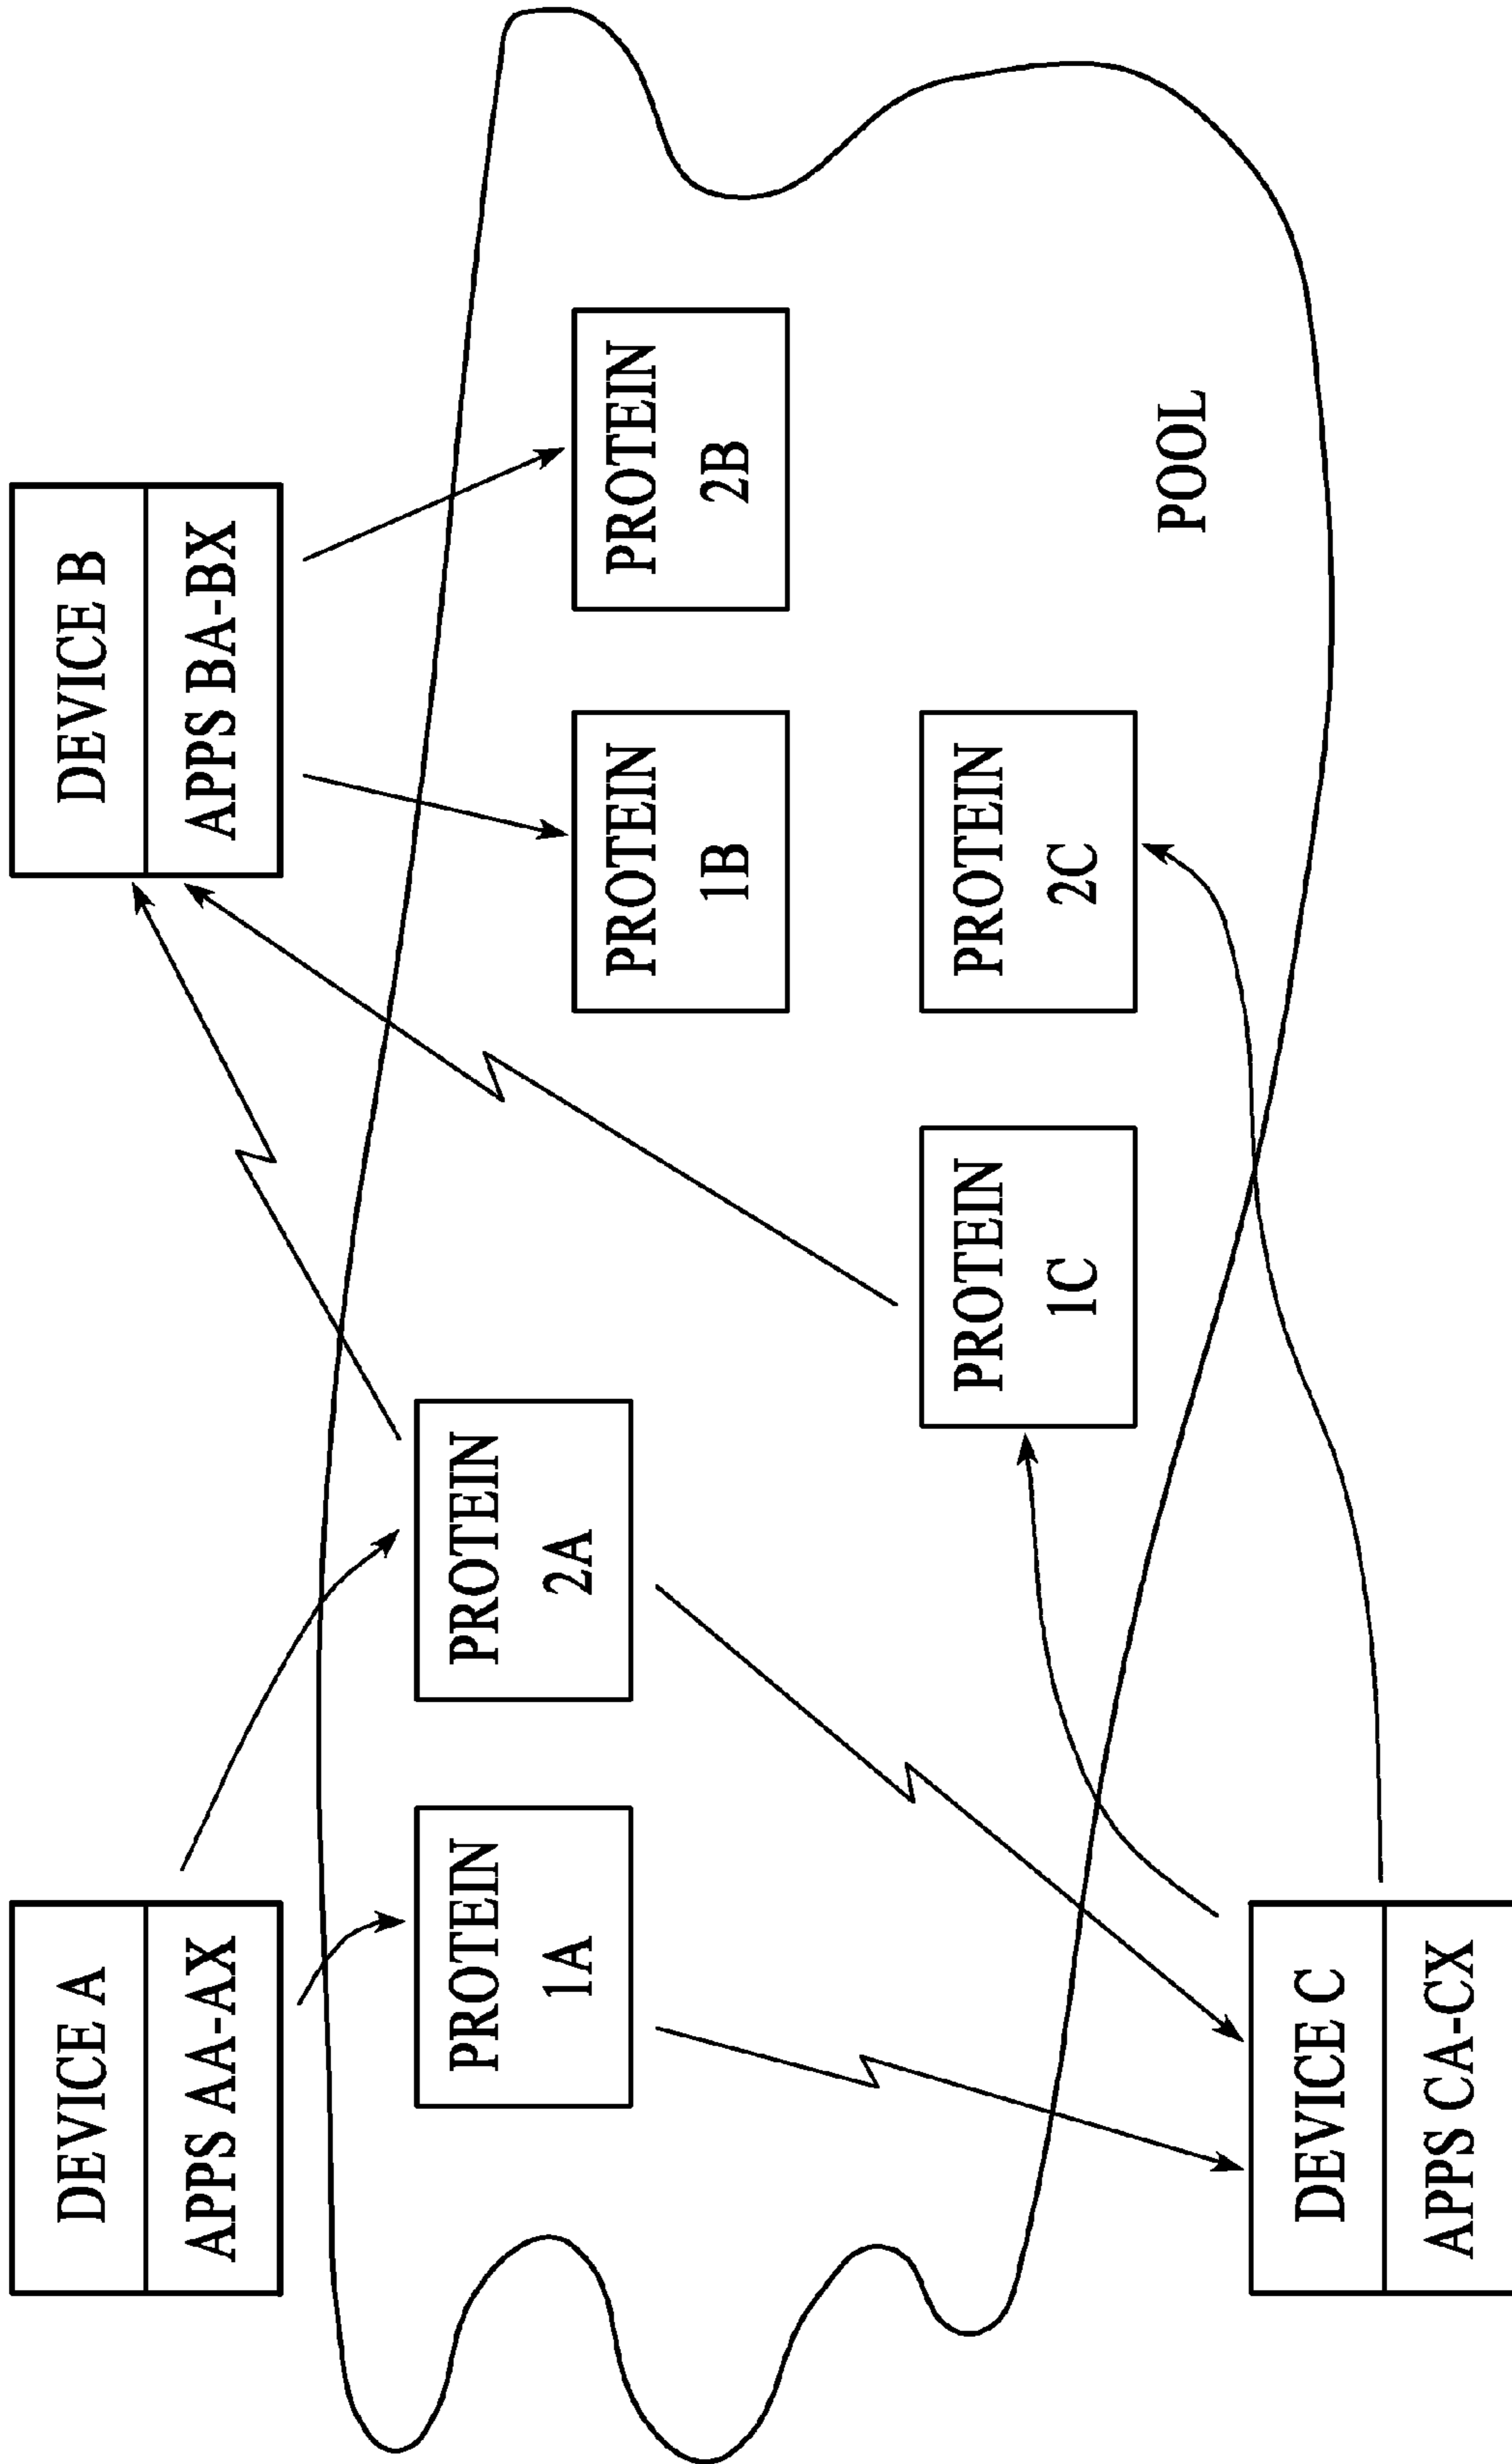 DEVICE A
APPS AA-AX
DEVICE B
APPS BA-BX
PROTEIN
1A
PROTEIN
2A
PROTEIN
1B
PROTEIN
2B
PROTEIN
1C
PROTEIN
2C
POOL
DEVICE C
APPS CA-CX